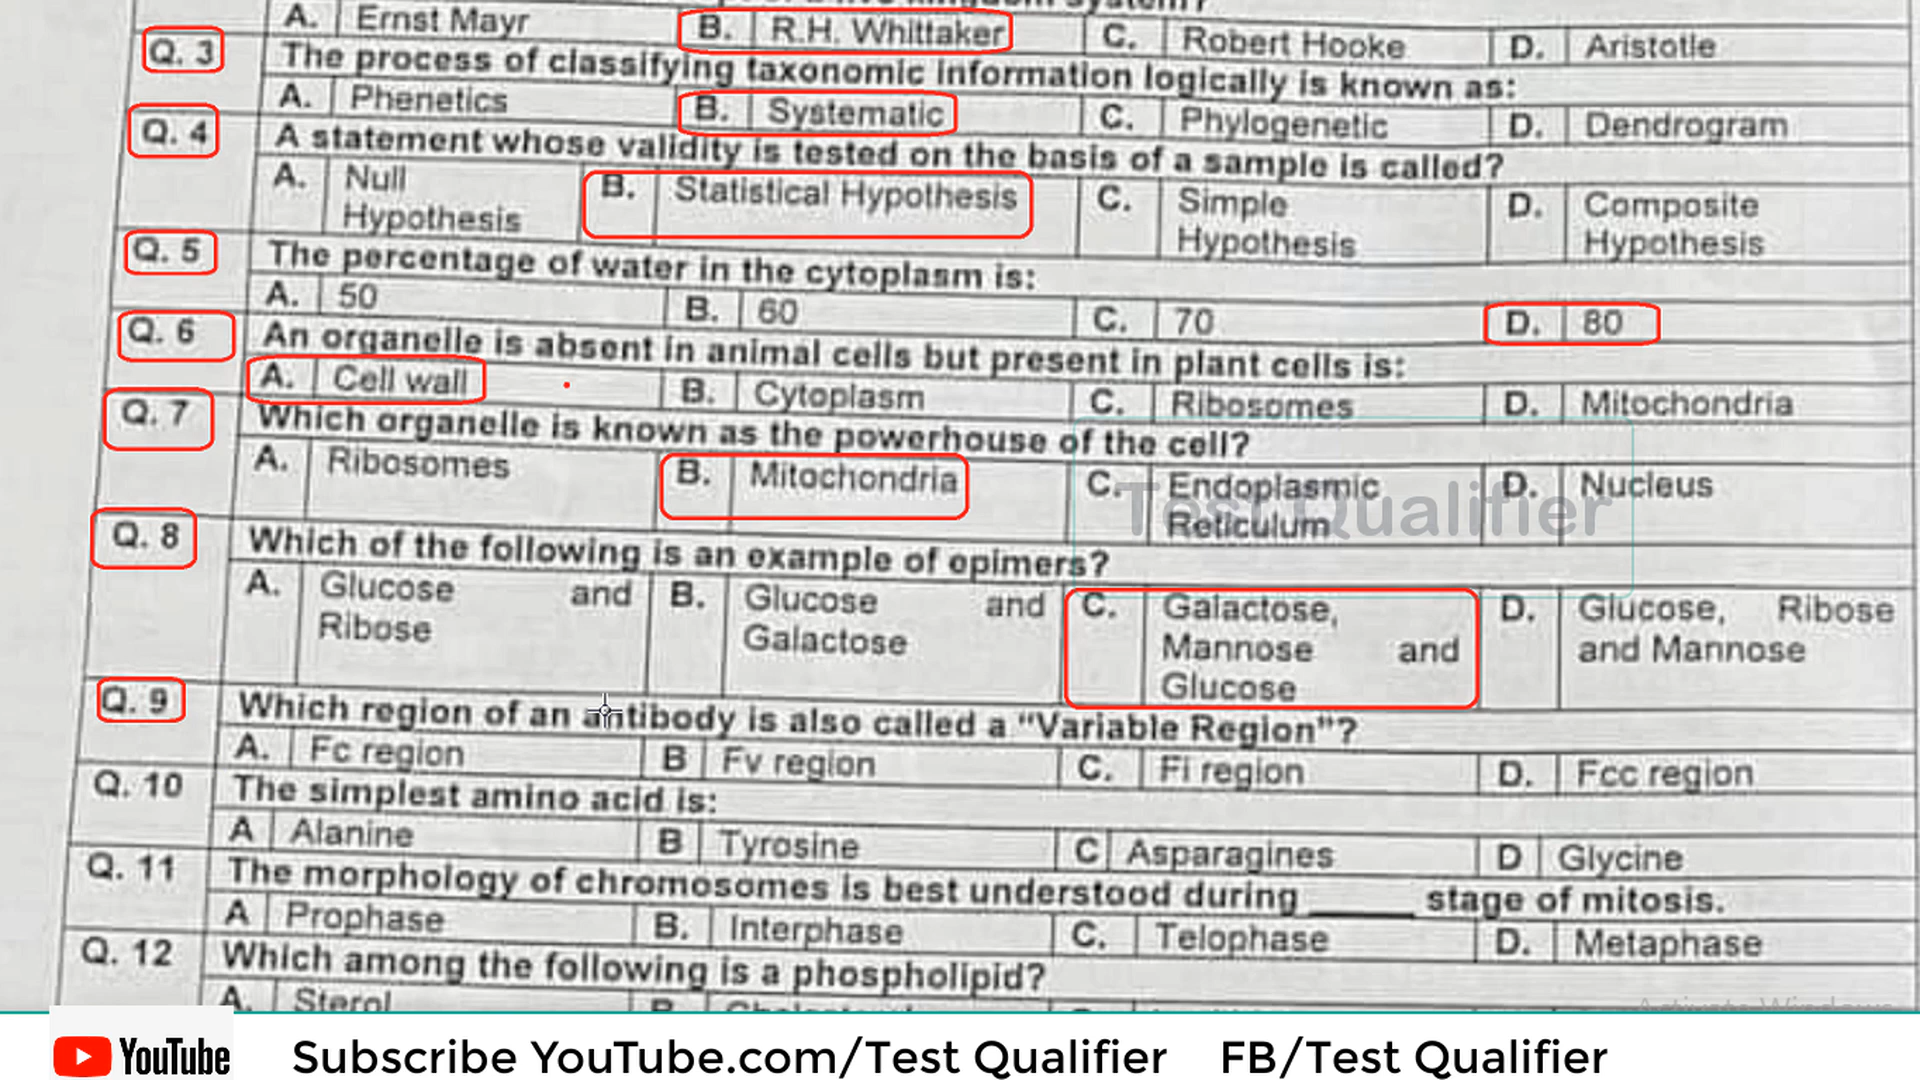 A. Ernst Mayr B. R.H. Whittaker C. Robert Hooke D. Aristotle
Q. 3 The process of classifying taxonomic information logically is known as:
A. Phenetics B. Systematic C. Phylogenetic D. Dendrogram
Q. 4 A statement whose validity is tested on the basis of a sample is called?
A. Null Hypothesis B. Statistical Hypothesis C. Simple Hypothesis D. Composite Hypothesis
Q. 5 The percentage of water in the cytoplasm is:
A. 50 B. 60 C. 70 D. 80
Q. 6 An organelle is absent in animal cells but present in plant cells is:
A. Cell wall B. Cytoplasm C. Ribosomes D. Mitochondria
Q. 7 Which organelle is known as the powerhouse of the cell?
A. Ribosomes B. Mitochondria C. Endoplasmic Reticulum D. Nucleus
Test Qualifier
Q. 8 Which of the following is an example of epimers?
A. Glucose and Ribose B. Glucose and Galactose C. Galactose, Mannose and Glucose D. Glucose, Ribose and Mannose
Q. 9 Which region of an antibody is also called a "Variable Region"?
A. Fc region B Fv region C. Fi region D. Fcc region
Q. 10 The simplest amino acid is:
A Alanine B Tyrosine C Asparagines D Glycine
Q. 11 The morphology of chromosomes is best understood during ______ stage of mitosis.
A Prophase B. Interphase C. Telophase D. Metaphase
Q. 12 Which among the following is a phospholipid?
A. Sterol B.
YouTube Subscribe YouTube.com/Test Qualifier FB/Test Qualifier